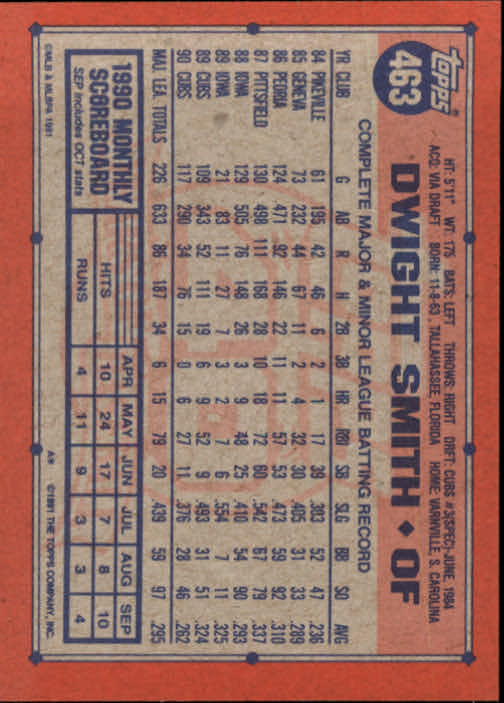 TOPPS
463
HT: 5'11" WT: 175 BATS: LEFT THROWS: RIGHT DRFT: CUBS #3(SPEC)-JUNE, 1984
ACQ: VIA DRAFT BORN: 11-8-63, TALLAHASSEE, FLORIDA HOME: VARNVILLE, S. CAROLINA
DWIGHT SMITH ◆ OF
COMPLETE MAJOR & MINOR LEAGUE BATTING RECORD
YR CLUB G AB R H 2B 3B HR RBI SB SLG BB SO AVG
84 PIKEVILLE 61 195 42 46 6 2 1 17 39 .303 52 47 .236
85 GENEVA 73 232 44 67 11 2 4 32 30 .405 31 33 .289
86 PEORIA 124 471 92 146 22 11 11 57 53 .473 59 92 .310
87 PITTSFIELD 130 498 111 168 28 10 18 72 60 .542 67 79 .337
88 IOWA 129 505 76 148 26 3 9 48 25 .410 54 90 .293
89 IOWA 21 83 11 27 7 3 2 7 6 .554 7 11 .325
89 CUBS 109 343 52 111 19 6 9 52 9 .493 31 51 .324
90 CUBS 117 290 34 76 15 0 6 27 11 .376 28 46 .262
MAJ. LEA. TOTALS 226 633 86 187 34 6 15 79 20 .439 59 97 .295
1990 MONTHLY
SCOREBOARD
SEP includes OCT stats
APR MAY JUN JUL AUG SEP
HITS 10 24 17 7 8 10
RUNS 4 11 9 3 3 4
©MLB & MLBPA 1991
A* ©1991 THE TOPPS COMPANY, INC.